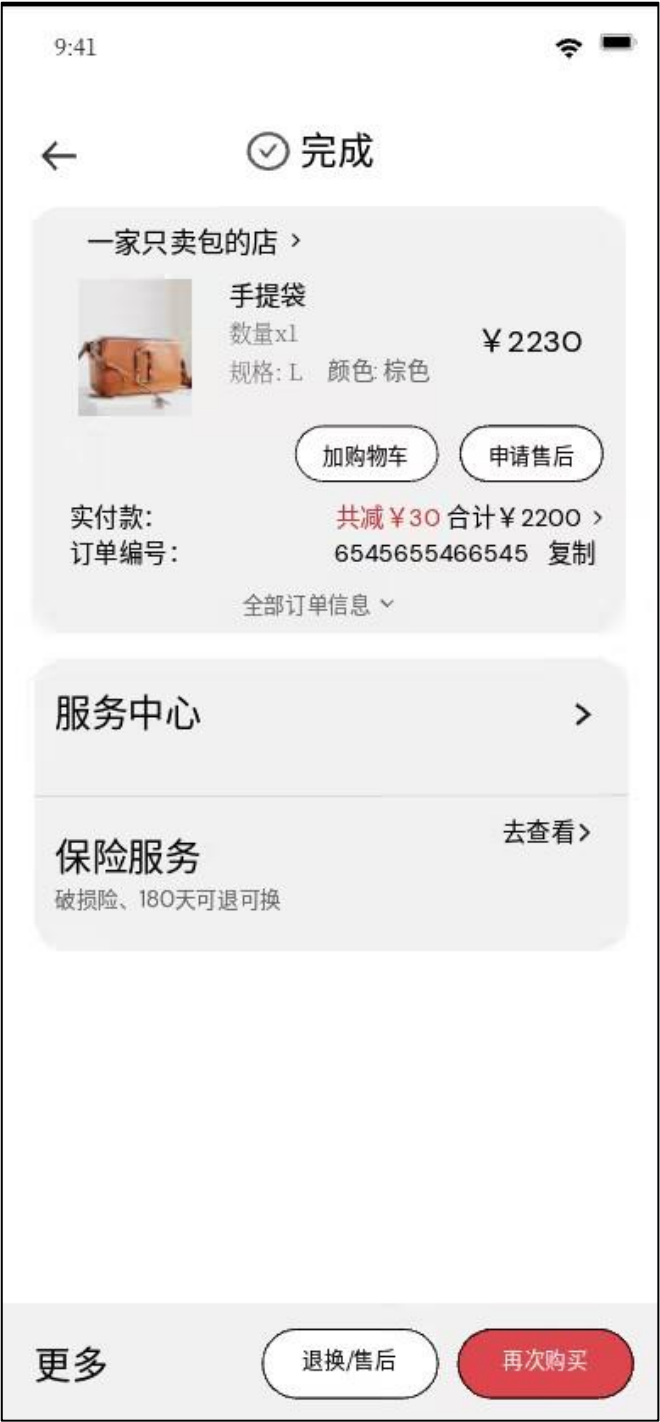 9:41
完成
一家只卖包的店 >
手提袋
数量x1
¥2230
规格: L 颜色: 棕色
加购物车 申请售后
实付款: 共减¥30 合计¥2200 >
订单编号: 6545655466545 复制
全部订单信息
服务中心 >
去查看>
保险服务
破损险、180天可退可换
更多 退换/售后 再次购买